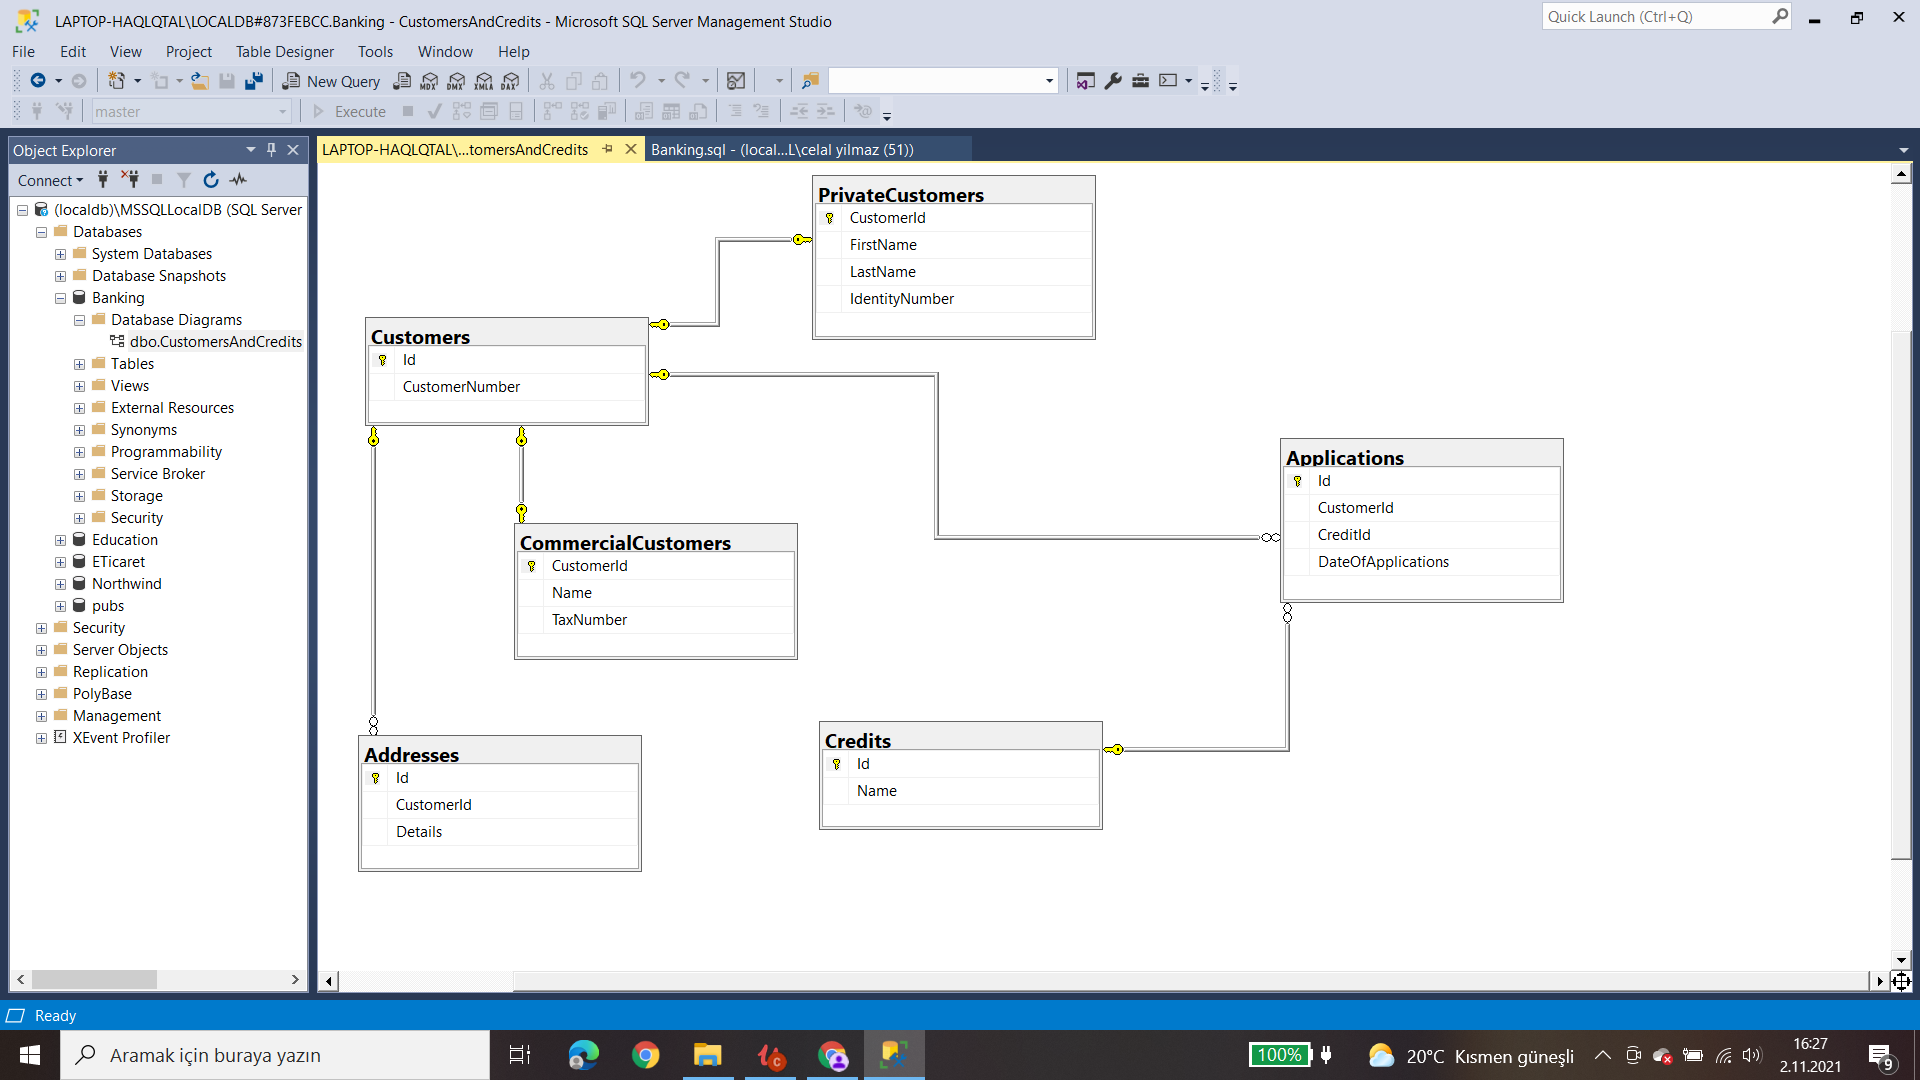 LAPTOP-HAQLQTAL\LOCALDB#873FEBCC.Banking - CustomersAndCredits - Microsoft SQL Server Management Studio
Quick Launch (Ctrl+Q)
File Edit View Project Table Designer Tools Window Help
New Query
MDX DMX XMLA DAX
master
Execute
Object Explorer
Connect
(localdb)\MSSQLLocalDB (SQL Server
Databases
System Databases
Database Snapshots
Banking
Database Diagrams
dbo.CustomersAndCredits
Tables
Views
External Resources
Synonyms
Programmability
Service Broker
Storage
Security
Education
ETicaret
Northwind
pubs
Security
Server Objects
Replication
PolyBase
Management
XEvent Profiler
LAPTOP-HAQLQTAL\...tomersAndCredits
Banking.sql - (local...L\celal yilmaz (51))
PrivateCustomers
CustomerId
FirstName
LastName
IdentityNumber
Customers
Id
CustomerNumber
Applications
Id
CustomerId
CreditId
DateOfApplications
CommercialCustomers
CustomerId
Name
TaxNumber
Addresses
Id
CustomerId
Details
Credits
Id
Name
Ready
Aramak için buraya yazın
100%
20°C Kısmen güneşli
16:27
2.11.2021
9